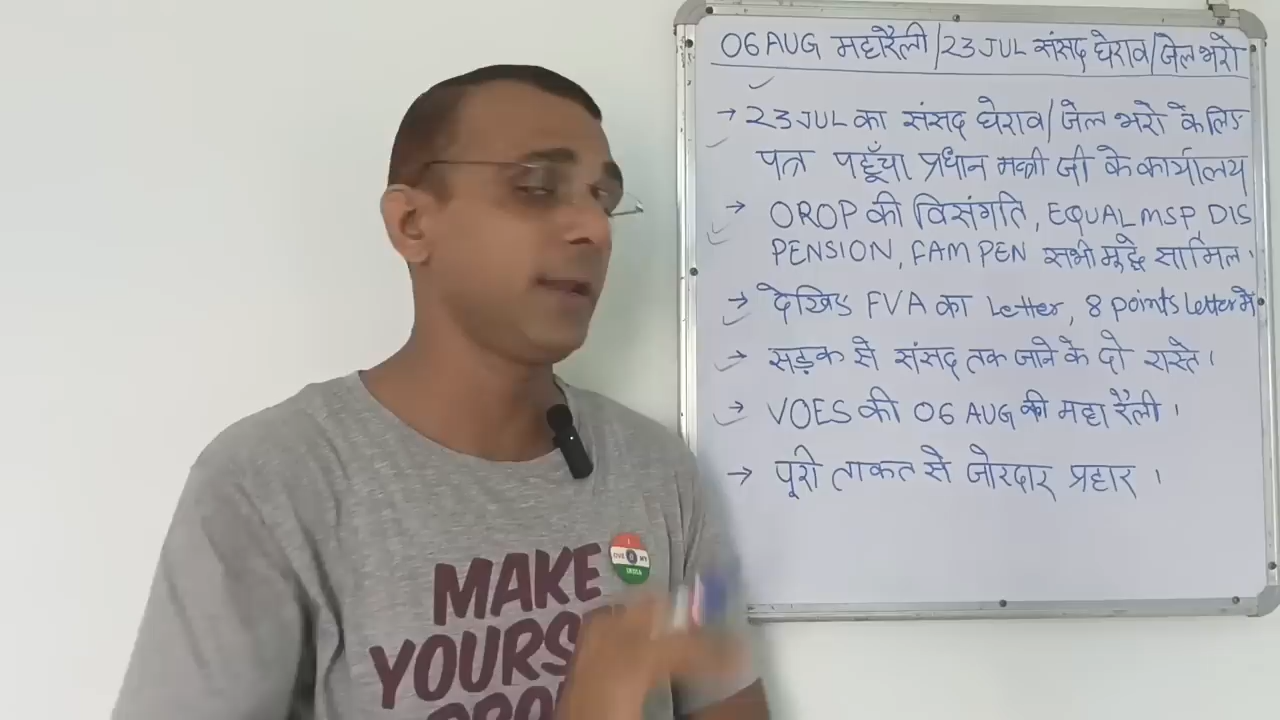 06 AUG महारैली/23 JUL संसद घेराव/जेल भरो
→ 23 JUL का संसद घेराव/जेल भरो के लिए
पत्र पहूँचा प्रधान मन्त्री जी के कार्यालय
→ OROP की विसंगति, EQUAL MSP, DIS
PENSION, FAM PEN सभी मुद्दे सामिल।
→ देखिए FVA का Letter, 8 points Letter में
→ सड़क से संसद तक जाने के दो रास्ते।
→ VOES की 06 AUG की महा रैली।
→ पूरी ताकत से जोरदार प्रहार।
MAKE
INDIA